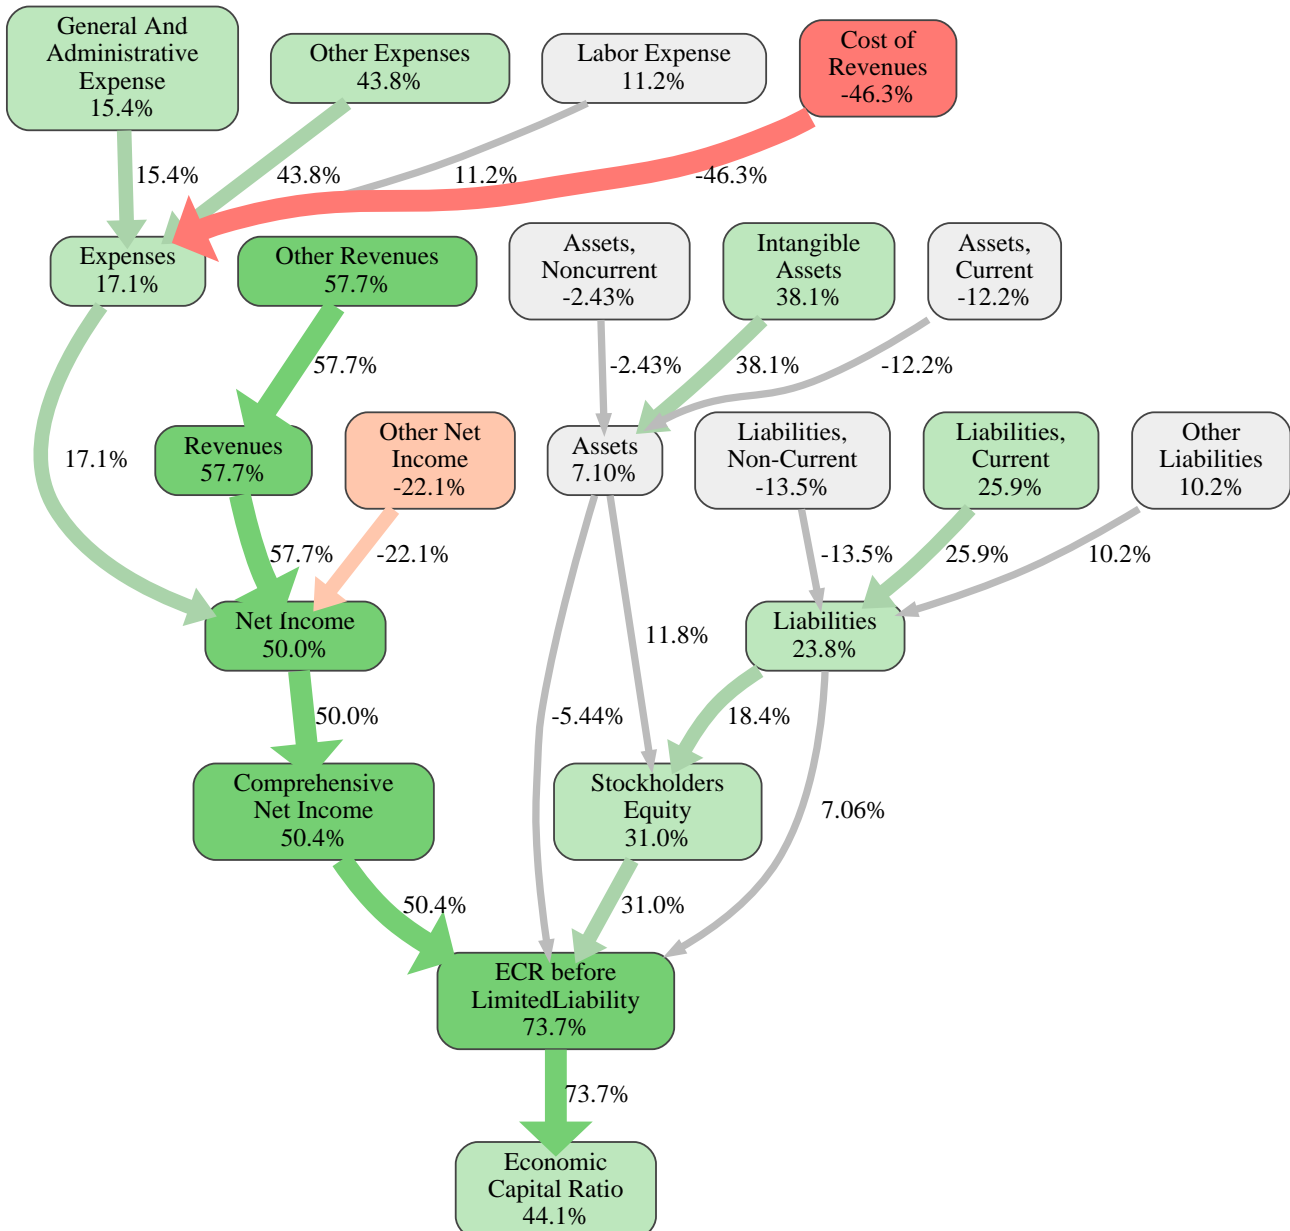 General And
Administrative
Expense
15.4%
Other Expenses
43.8%
Labor Expense
11.2%
Cost of
Revenues
-46.3%
15.4%
43.8%
11.2%
-46.3%
Expenses
17.1%
Other Revenues
57.7%
Assets,
Noncurrent
-2.43%
Intangible
Assets
38.1%
Assets,
Current
-12.2%
57.7%
-2.43%
38.1%
-12.2%
17.1%
Revenues
57.7%
Other Net
Income
-22.1%
Assets
7.10%
Liabilities,
Non-Current
-13.5%
Liabilities,
Current
25.9%
Other
Liabilities
10.2%
57.7%
-22.1%
-13.5%
25.9%
10.2%
Net Income
50.0%
11.8%
Liabilities
23.8%
50.0%
-5.44%
18.4%
Comprehensive
Net Income
50.4%
Stockholders
Equity
31.0%
7.06%
50.4%
31.0%
ECR before
LimitedLiability
73.7%
73.7%
Economic
Capital Ratio
44.1%